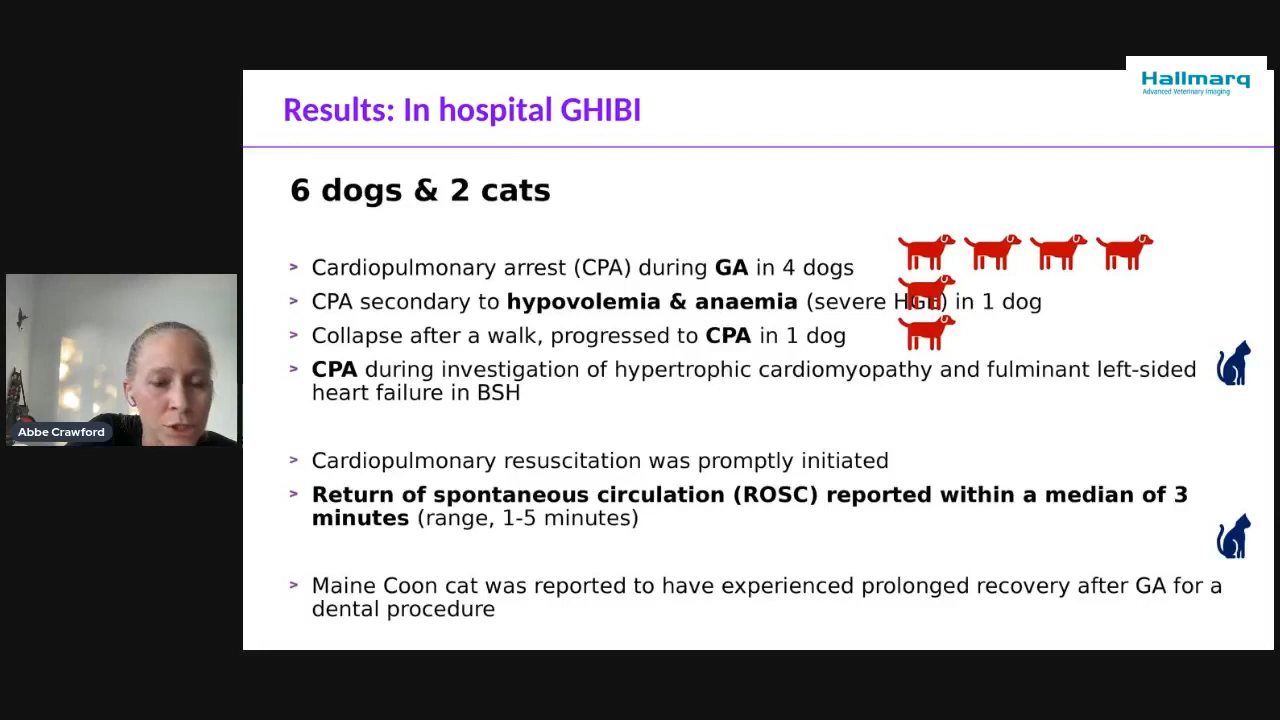 Hallmarq
Advanced Veterinary Imaging
Results: In hospital GHIBI
6 dogs & 2 cats
> Cardiopulmonary arrest (CPA) during GA in 4 dogs
> CPA secondary to hypovolemia & anaemia (severe HGE) in 1 dog
> Collapse after a walk, progressed to CPA in 1 dog
> CPA during investigation of hypertrophic cardiomyopathy and fulminant left-sided
heart failure in BSH
> Cardiopulmonary resuscitation was promptly initiated
> Return of spontaneous circulation (ROSC) reported within a median of 3
minutes (range, 1-5 minutes)
> Maine Coon cat was reported to have experienced prolonged recovery after GA for a
dental procedure
Abbe Crawford